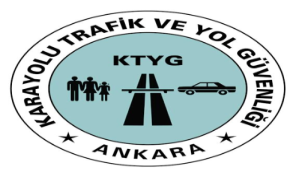 KARAYOLU TRAFİK VE YOL GÜVENLİĞİ
KTYG
ANKARA